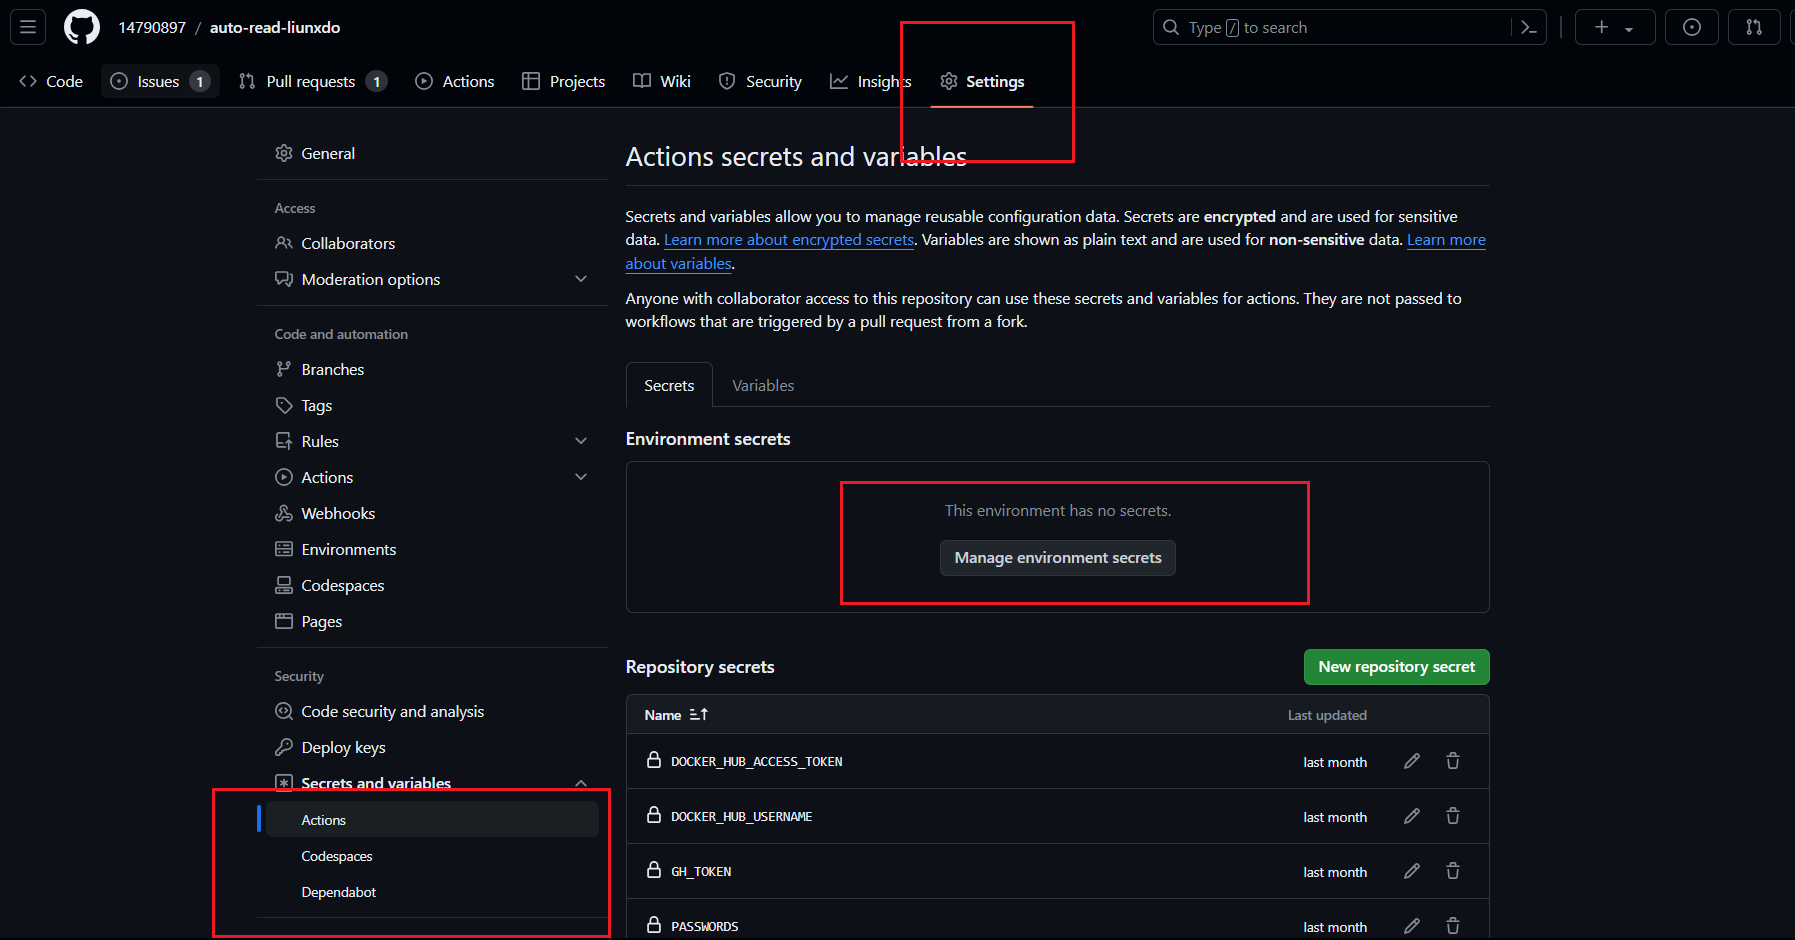 14790897 / auto-read-liunxdo
Type / to search
Code
Issues 1
Pull requests 1
Actions
Projects
Wiki
Security
Insights
Settings
General
Access
Collaborators
Moderation options
Code and automation
Branches
Tags
Rules
Actions
Webhooks
Environments
Codespaces
Pages
Security
Code security and analysis
Deploy keys
Secrets and variables
Actions
Codespaces
Dependabot
Actions secrets and variables
Secrets and variables allow you to manage reusable configuration data. Secrets are encrypted and are used for sensitive
data. Learn more about encrypted secrets. Variables are shown as plain text and are used for non-sensitive data. Learn more
about variables.
Anyone with collaborator access to this repository can use these secrets and variables for actions. They are not passed to
workflows that are triggered by a pull request from a fork.
Secrets
Variables
Environment secrets
This environment has no secrets.
Manage environment secrets
Repository secrets
New repository secret
Name
Last updated
DOCKER_HUB_ACCESS_TOKEN
last month
DOCKER_HUB_USERNAME
last month
GH_TOKEN
last month
PASSWORDS
last month